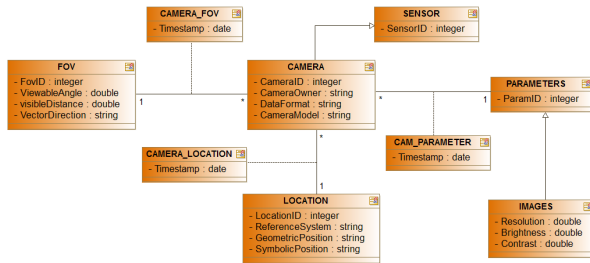 CAMERA_FOV
- Timestamp : date
SENSOR
- SensorID : integer
FOV
- FovID : integer
- ViewableAngle : double
- visibleDistance : double
- VectorDirection : string
1
*
CAMERA
- CameraID : integer
- CameraOwner : string
- DataFormat : string
- CameraModel : string
*
1
PARAMETERS
- ParamID : integer
CAM_PARAMETER
- Timestamp : date
*
CAMERA_LOCATION
- Timestamp : date
1
LOCATION
- LocationID : integer
- ReferenceSystem : string
- GeometricPosition : string
- SymbolicPosition : string
IMAGES
- Resolution : double
- Brightness : double
- Contrast : double